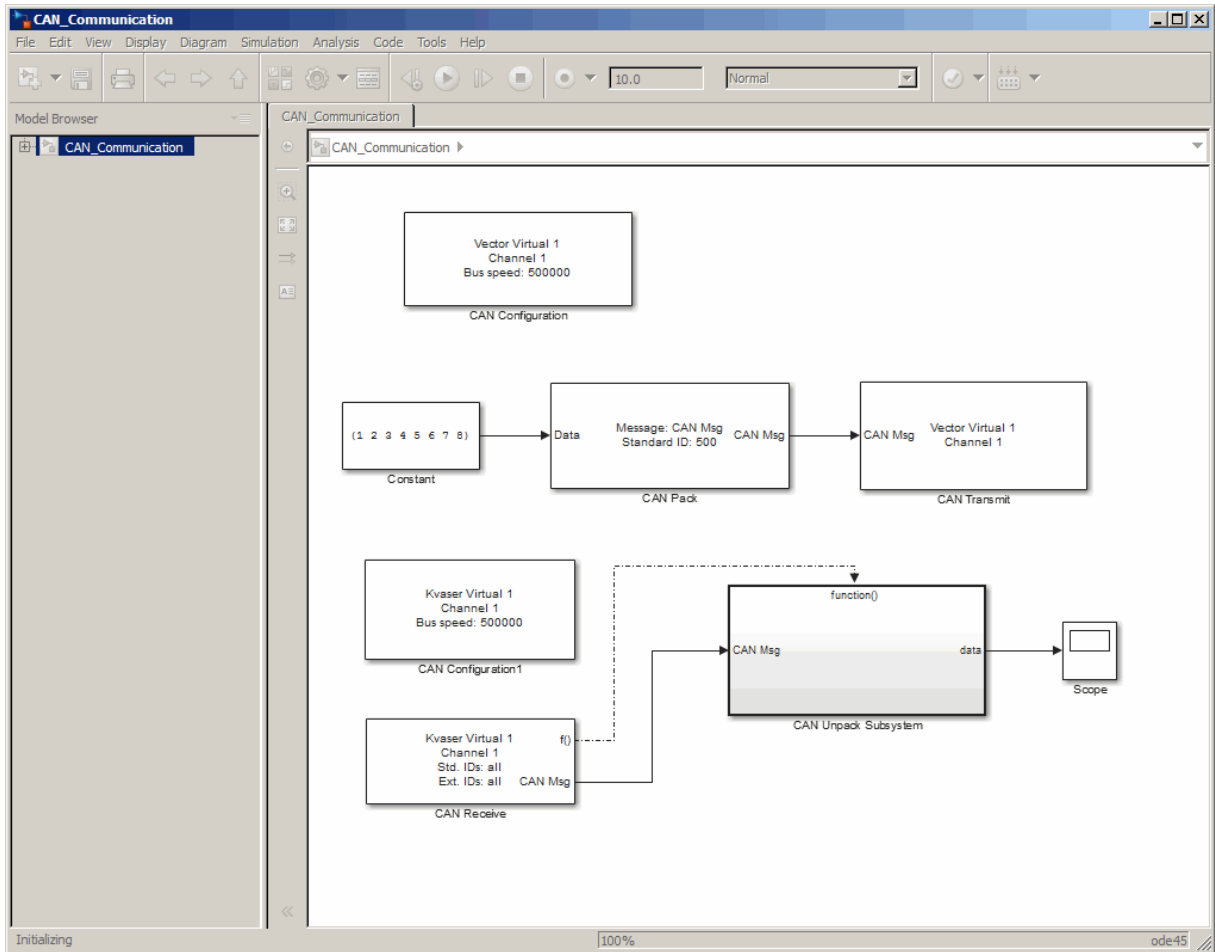 CAN_Communication
File Edit View Display Diagram Simulation Analysis Code Tools Help
10.0 Normal
Model Browser
CAN_Communication
CAN_Communication
CAN_Communication
Vector Virtual 1
Channel 1
Bus speed: 500000
CAN Configuration
(1 2 3 4 5 6 7 8)
Constant
Data
Message: CAN Msg
Standard ID: 500
CAN Msg
CAN Pack
CAN Msg
Vector Virtual 1
Channel 1
CAN Transmit
Kvaser Virtual 1
Channel 1
Bus speed: 500000
CAN Configuration1
function()
CAN Msg
data
CAN Unpack Subsystem
Scope
Kvaser Virtual 1
Channel 1
Std. IDs: all
Ext. IDs: all
f()
CAN Msg
CAN Receive
Initializing
100%
ode45